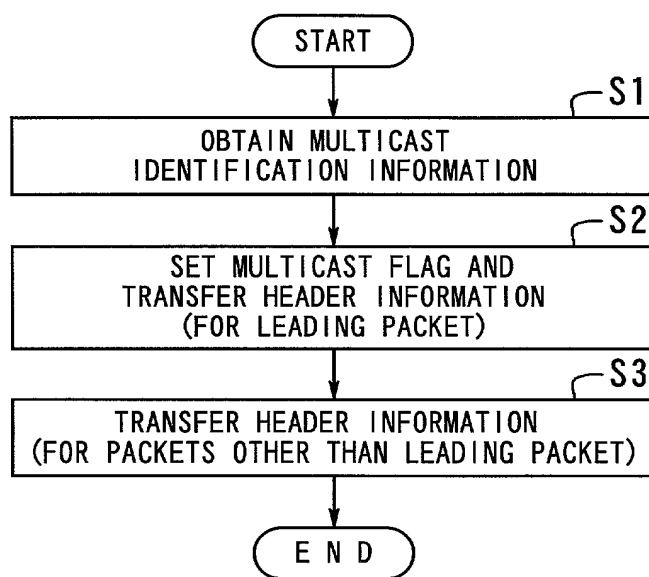 START
S1
OBTAIN MULTICAST
IDENTIFICATION INFORMATION
S2
SET MULTICAST FLAG AND
TRANSFER HEADER INFORMATION
(FOR LEADING PACKET)
S3
TRANSFER HEADER INFORMATION
(FOR PACKETS OTHER THAN LEADING PACKET)
END